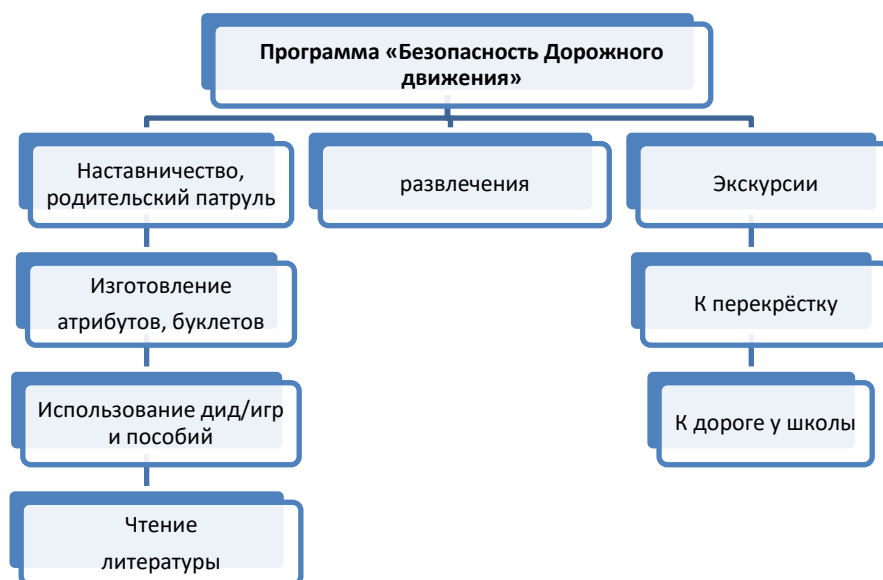 Программа «Безопасность Дорожного
движения»
Наставничество,
родительский патруль
развлечения
Экскурсии
Изготовление
атрибутов, буклетов
К перекрёстку
Использование дид/игр
и пособий
К дороге у школы
Чтение
литературы